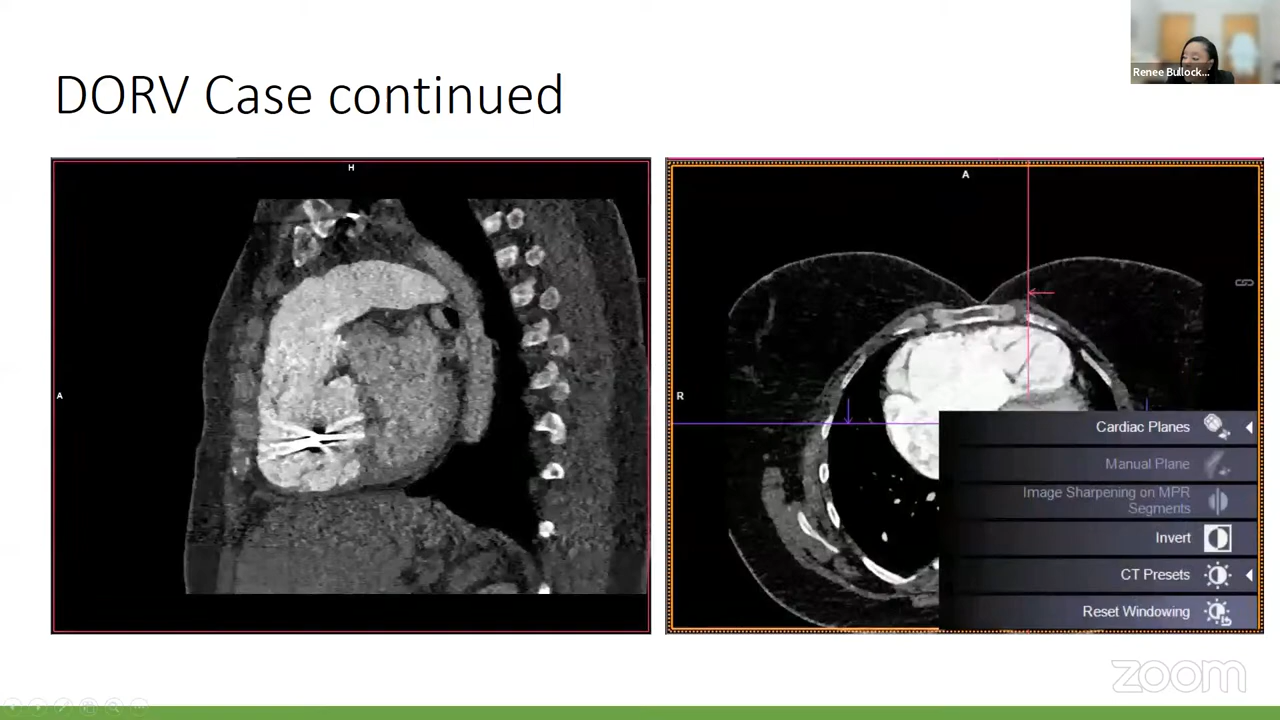 Renee Bullock...
DORV Case continued
H
A
A
R
Cardiac Planes
Manual Plane
Image Sharpening on MPR
Segments
Invert
CT Presets
Reset Windowing
zoom